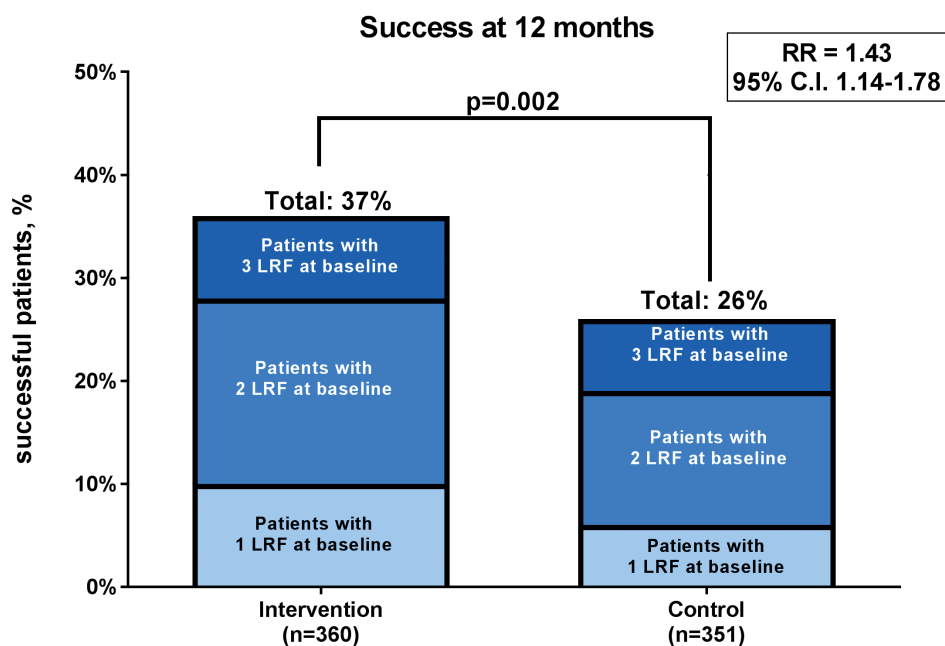 Success at 12 months
RR = 1.43
95% C.I. 1.14-1.78
p=0.002
successful patients, %
50%
40%
30%
20%
10%
0%
Total: 37%
Patients with
3 LRF at baseline
Patients with
2 LRF at baseline
Patients with
1 LRF at baseline
Total: 26%
Patients with
3 LRF at baseline
Patients with
2 LRF at baseline
Patients with
1 LRF at baseline
Intervention
(n=360)
Control
(n=351)